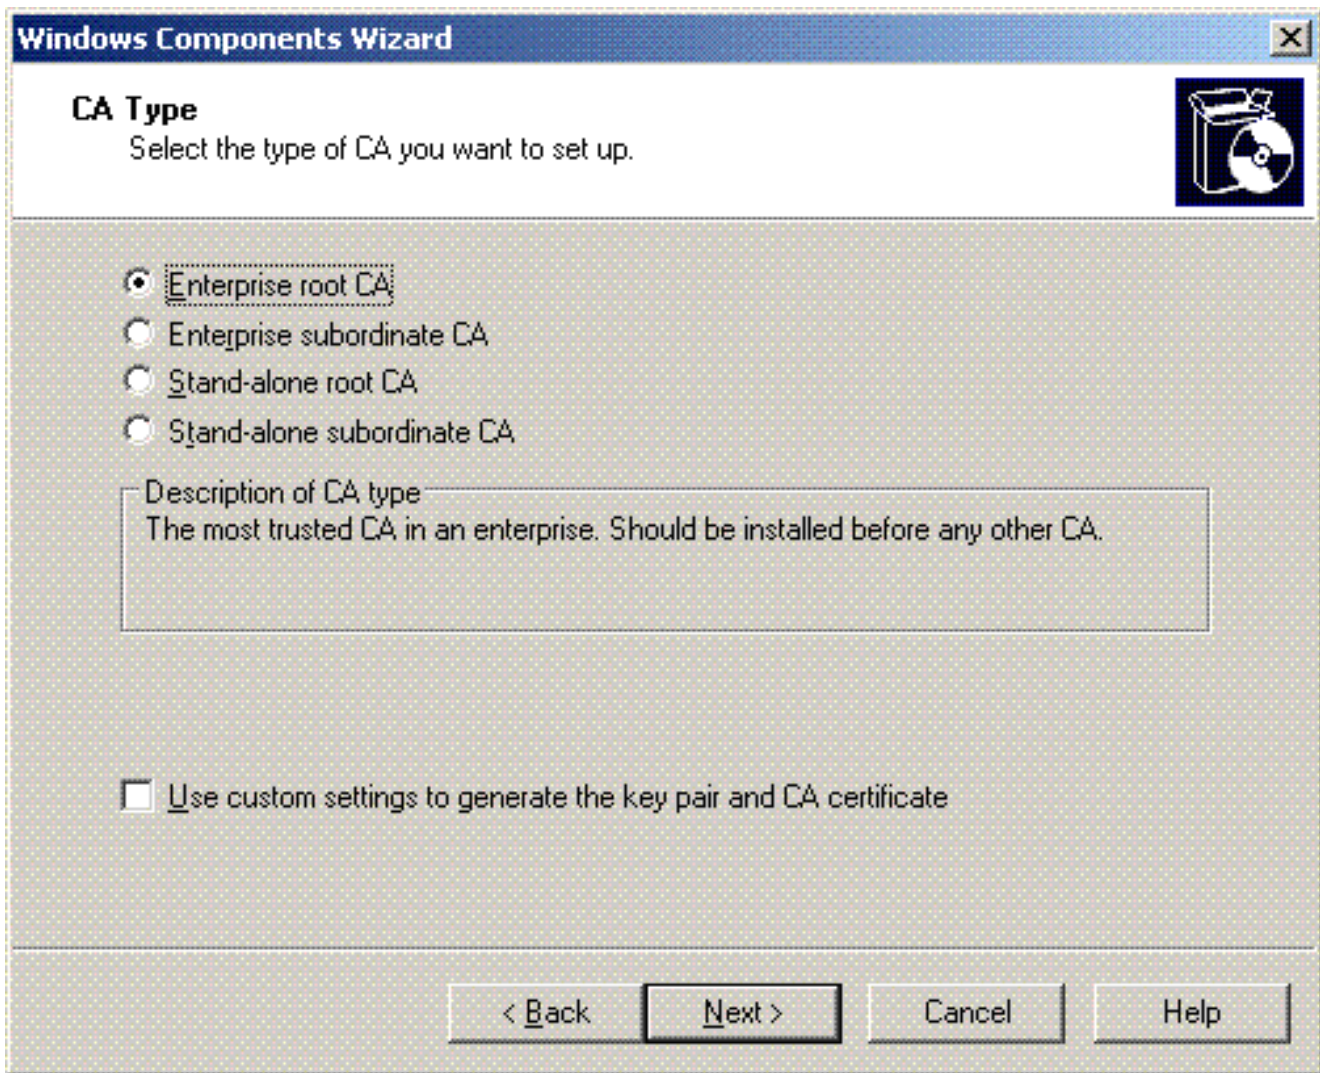 Windows Components Wizard
CA Type
Select the type of CA you want to set up.
Enterprise root CA
Enterprise subordinate CA
Stand-alone root CA
Stand-alone subordinate CA
Description of CA type
The most trusted CA in an enterprise. Should be installed before any other CA.
Use custom settings to generate the key pair and CA certificate
< Back Next > Cancel Help